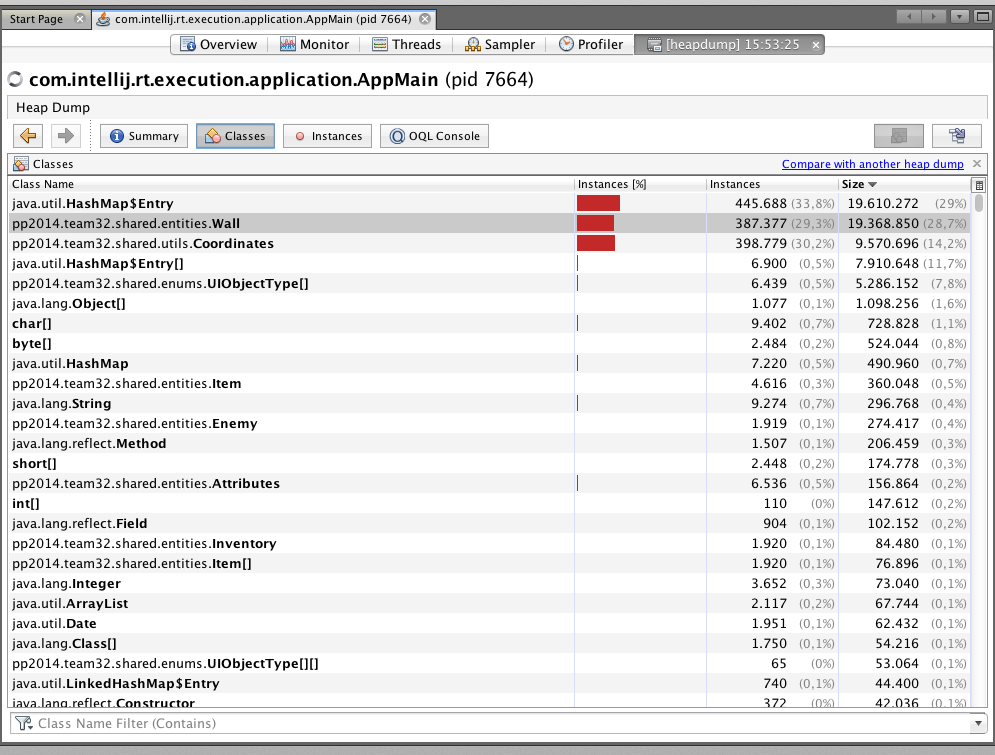 Start Page com.intellij.rt.execution.application.AppMain (pid 7664)
Overview Monitor Threads Sampler Profiler [heapdump] 15:53:25
com.intellij.rt.execution.application.AppMain (pid 7664)
Heap Dump
Summary Classes Instances OQL Console
Classes Compare with another heap dump
Class Name Instances [%] Instances Size
java.util.HashMap$Entry 445.688 (33,8%) 19.610.272 (29%)
pp2014.team32.shared.entities.Wall 387.377 (29,3%) 19.368.850 (28,7%)
pp2014.team32.shared.utils.Coordinates 398.779 (30,2%) 9.570.696 (14,2%)
java.util.HashMap$Entry[] 6.900 (0,5%) 7.910.648 (11,7%)
pp2014.team32.shared.enums.UIObjectType[] 6.439 (0,5%) 5.286.152 (7,8%)
java.lang.Object[] 1.077 (0,1%) 1.098.256 (1,6%)
char[] 9.402 (0,7%) 728.828 (1,1%)
byte[] 2.484 (0,2%) 524.044 (0,8%)
java.util.HashMap 7.220 (0,5%) 490.960 (0,7%)
pp2014.team32.shared.entities.Item 4.616 (0,3%) 360.048 (0,5%)
java.lang.String 9.274 (0,7%) 296.768 (0,4%)
pp2014.team32.shared.entities.Enemy 1.919 (0,1%) 274.417 (0,4%)
java.lang.reflect.Method 1.507 (0,1%) 206.459 (0,3%)
short[] 2.448 (0,2%) 174.778 (0,3%)
pp2014.team32.shared.entities.Attributes 6.536 (0,5%) 156.864 (0,2%)
int[] 110 (0%) 147.612 (0,2%)
java.lang.reflect.Field 904 (0,1%) 102.152 (0,2%)
pp2014.team32.shared.entities.Inventory 1.920 (0,1%) 84.480 (0,1%)
pp2014.team32.shared.entities.Item[] 1.920 (0,1%) 76.896 (0,1%)
java.lang.Integer 3.652 (0,3%) 73.040 (0,1%)
java.util.ArrayList 2.117 (0,2%) 67.744 (0,1%)
java.util.Date 1.951 (0,1%) 62.432 (0,1%)
java.lang.Class[] 1.750 (0,1%) 54.216 (0,1%)
pp2014.team32.shared.enums.UIObjectType[][] 65 (0%) 53.064 (0,1%)
java.util.LinkedHashMap$Entry 740 (0,1%) 44.400 (0,1%)
java.lang.reflect.Constructor 372 (0%) 42.036 (0,1%)
Class Name Filter (Contains)